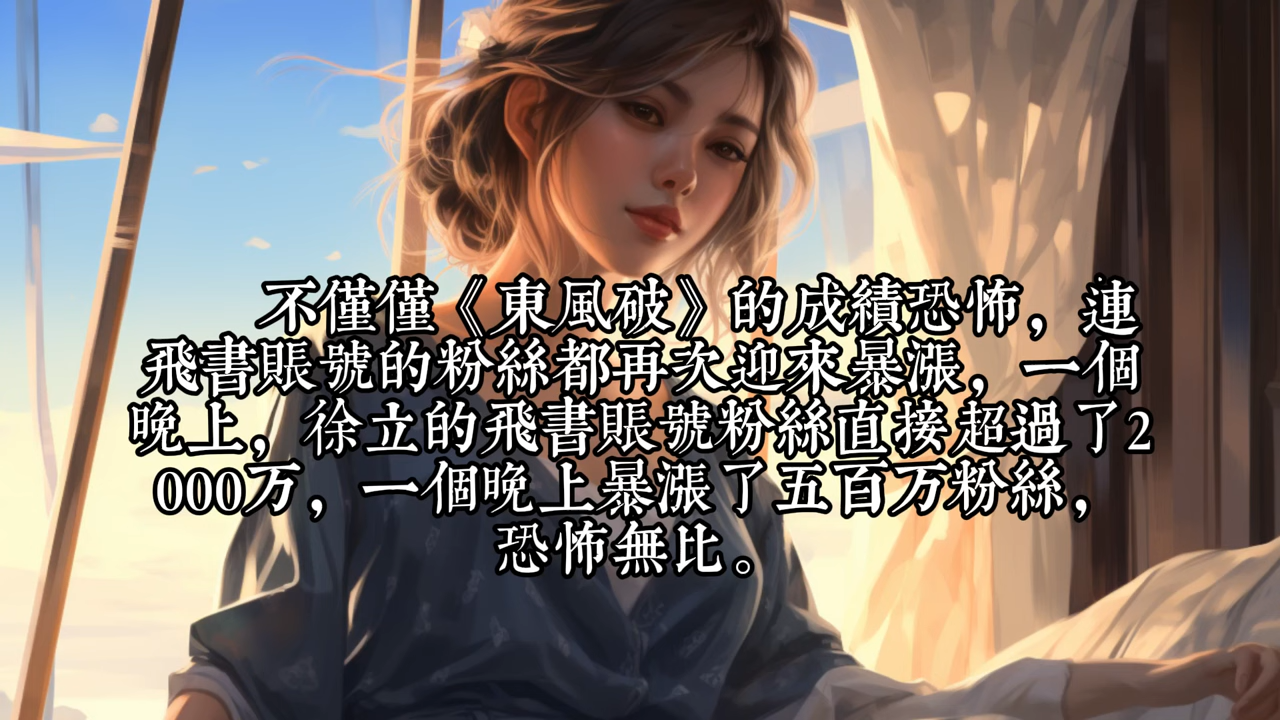 不僅僅《東風破》的成績恐怖，連
飛書賬號的粉絲都再次迎來暴漲，一個
晚上，徐立的飛書賬號粉絲直接超過了2
000万，一個晚上暴漲了五百万粉絲，
恐怖無比。